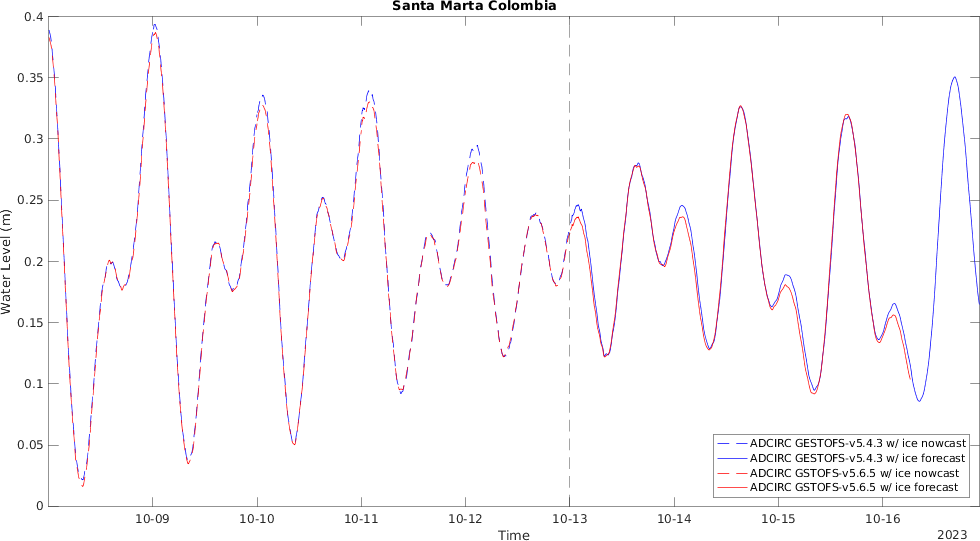 Santa Marta Colombia
Water Level (m)
0.4
0.35
0.3
0.25
0.2
0.15
0.1
0.05
0
10-09 10-10 10-11 10-12 10-13 10-14 10-15 10-16
Time
2023
ADCIRC GESTOFS-v5.4.3 w/ ice nowcast
ADCIRC GESTOFS-v5.4.3 w/ ice forecast
ADCIRC GSTOFS-v5.6.5 w/ ice nowcast
ADCIRC GSTOFS-v5.6.5 w/ ice forecast